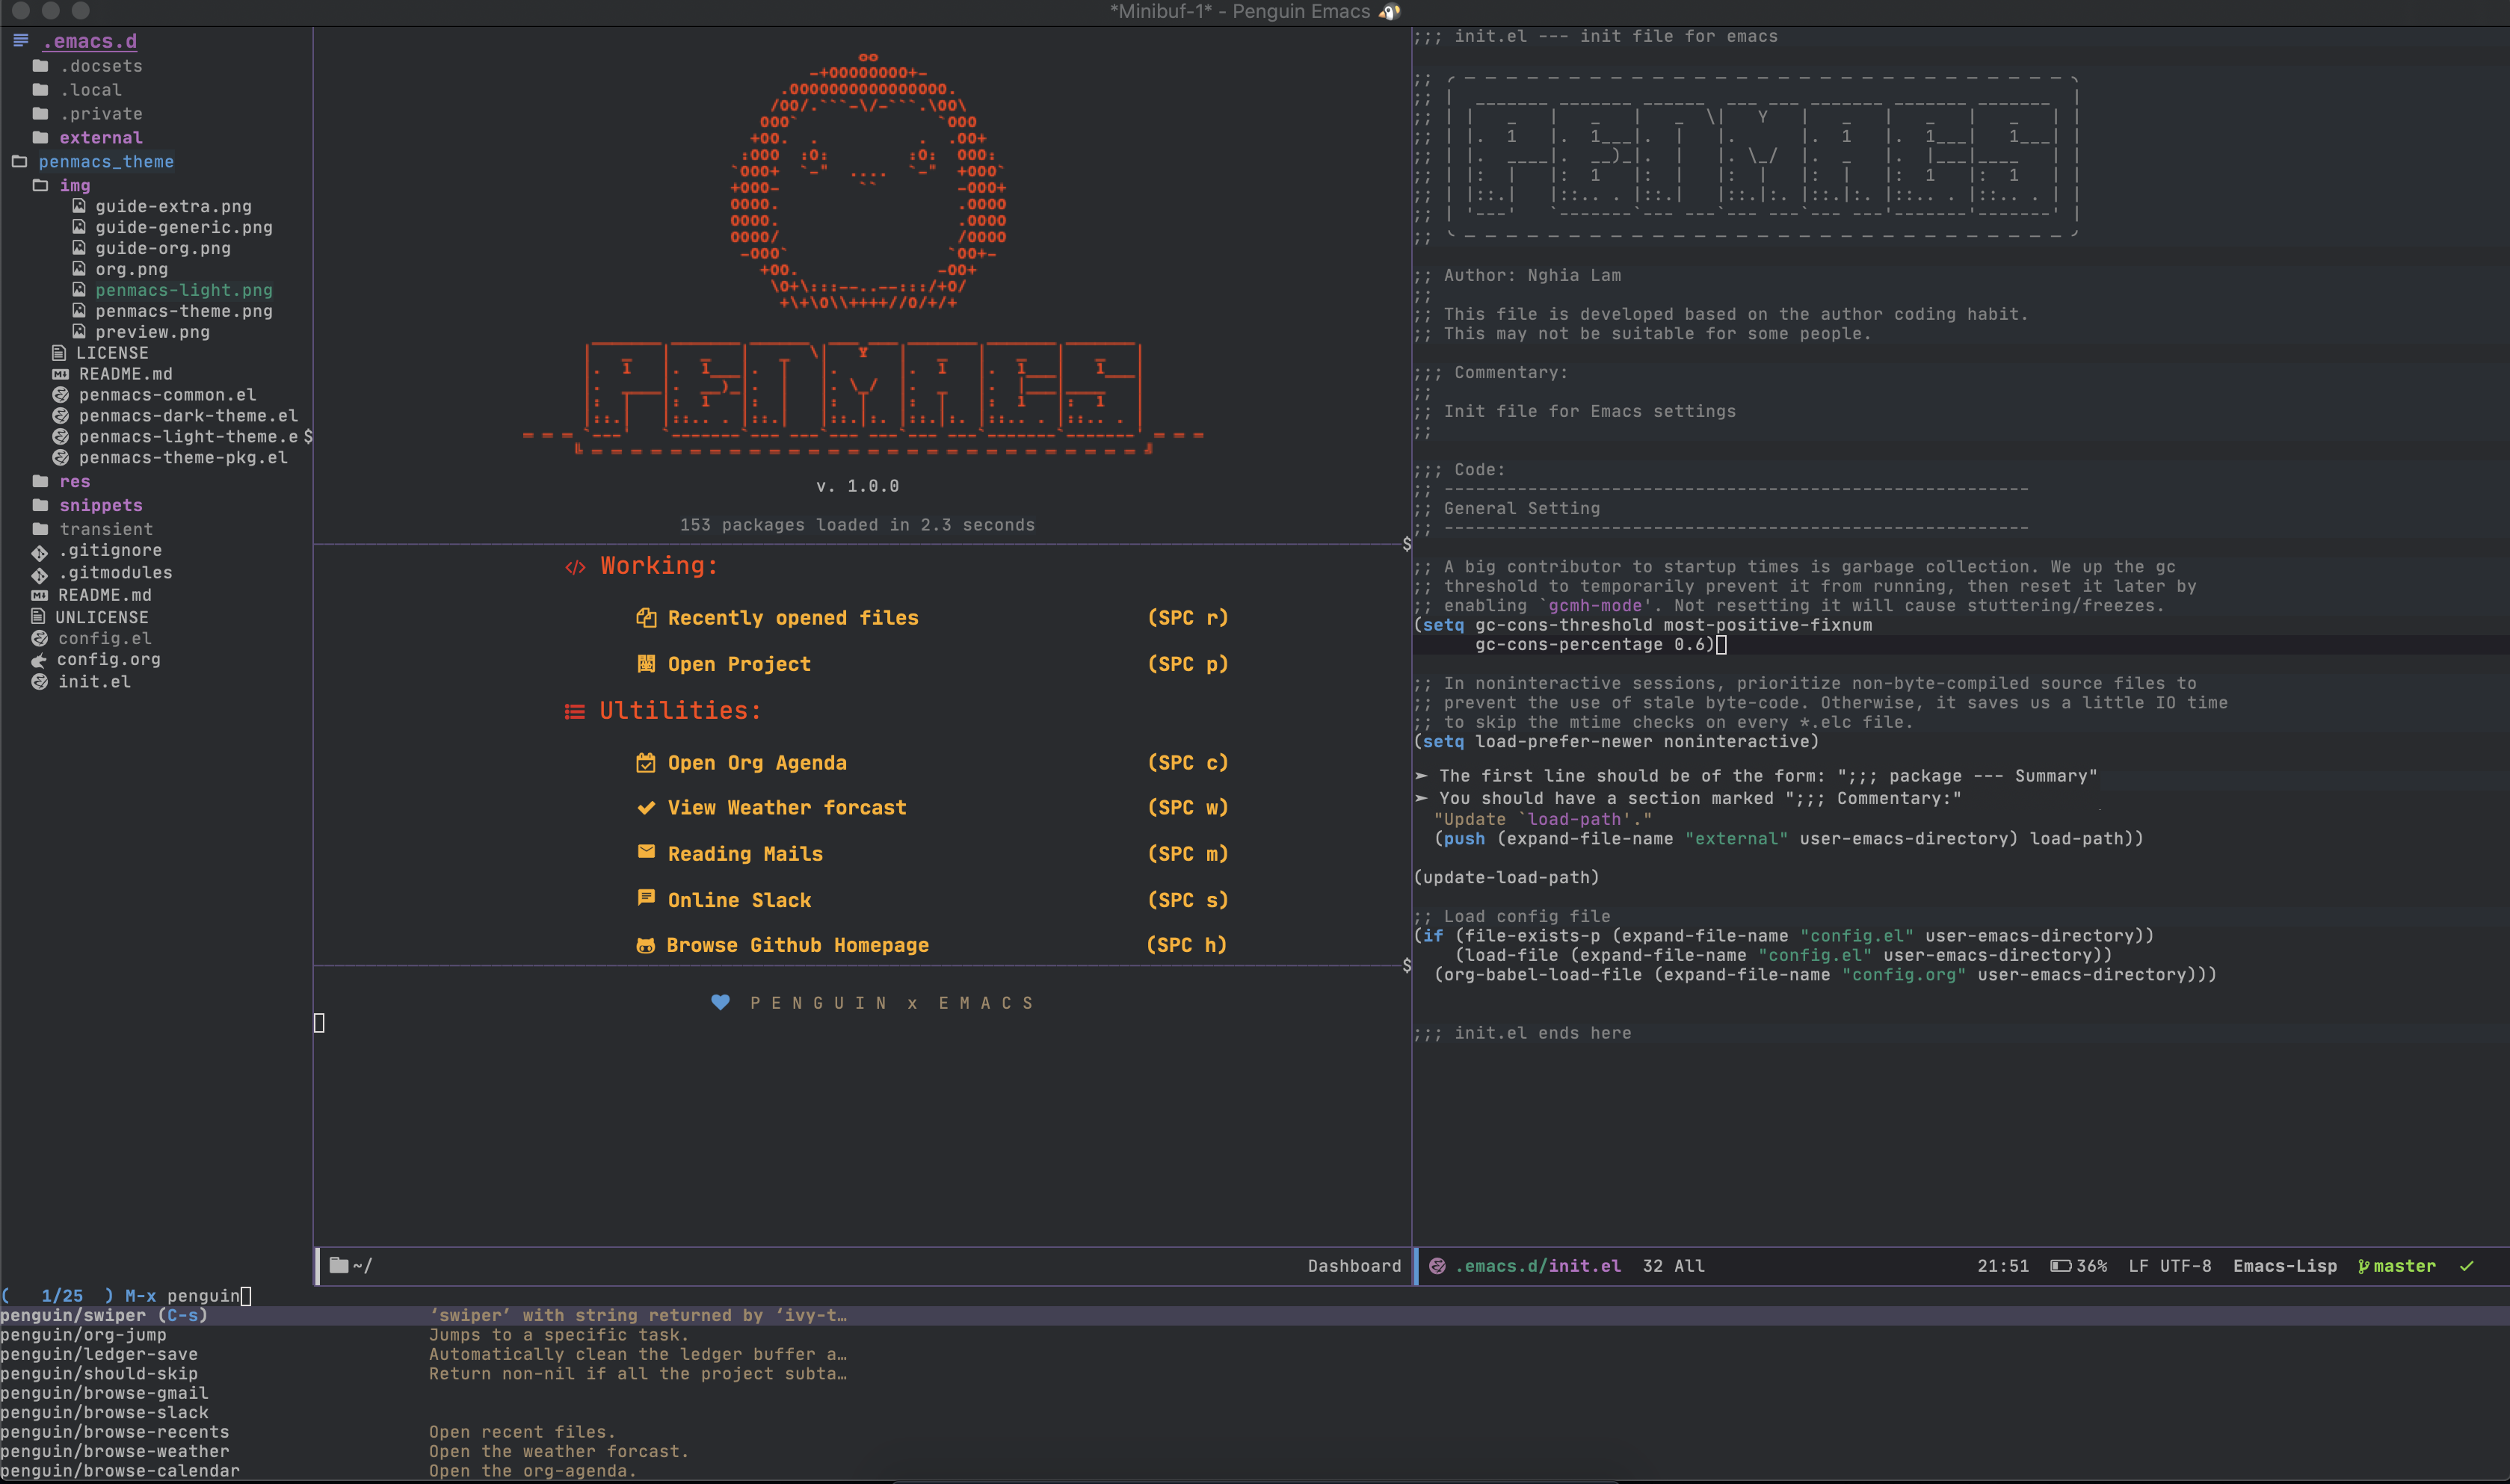 *Minibuf-1* - Penguin Emacs
.emacs.d
.docsets
.local
.private
external
penmacs_theme
img
guide-extra.png
guide-generic.png
guide-org.png
org.png
penmacs-light.png
penmacs-theme.png
preview.png
LICENSE
README.md
penmacs-common.el
penmacs-dark-theme.el
penmacs-light-theme.e$
penmacs-theme-pkg.el
res
snippets
transient
.gitignore
.gitmodules
README.md
UNLICENSE
config.el
config.org
init.el
v. 1.0.0
153 packages loaded in 2.3 seconds
$
</> Working:
Recently opened files (SPC r)
Open Project (SPC p)
Ultilities:
Open Org Agenda (SPC c)
View Weather forcast (SPC w)
Reading Mails (SPC m)
Online Slack (SPC s)
Browse Github Homepage (SPC h)
$
P E N G U I N x E M A C S
~/ Dashboard
;;; init.el --- init file for emacs
;; Author: Nghia Lam
;;
;; This file is developed based on the author coding habit.
;; This may not be suitable for some people.
;;; Commentary:
;;
;; Init file for Emacs settings
;;
;;; Code:
;; --------------------------------------------------------
;; General Setting
;; --------------------------------------------------------
;; A big contributor to startup times is garbage collection. We up the gc
;; threshold to temporarily prevent it from running, then reset it later by
;; enabling `gcmh-mode'. Not resetting it will cause stuttering/freezes.
(setq gc-cons-threshold most-positive-fixnum
gc-cons-percentage 0.6)
;; In noninteractive sessions, prioritize non-byte-compiled source files to
;; prevent the use of stale byte-code. Otherwise, it saves us a little IO time
;; to skip the mtime checks on every *.elc file.
(setq load-prefer-newer noninteractive)
➤ The first line should be of the form: ";;; package --- Summary"
➤ You should have a section marked ";;; Commentary:"
"Update `load-path'."
(push (expand-file-name "external" user-emacs-directory) load-path))
(update-load-path)
;; Load config file
(if (file-exists-p (expand-file-name "config.el" user-emacs-directory))
(load-file (expand-file-name "config.el" user-emacs-directory))
(org-babel-load-file (expand-file-name "config.org" user-emacs-directory)))
;;; init.el ends here
.emacs.d/init.el 32 All 21:51 36% LF UTF-8 Emacs-Lisp master ✓
( 1/25 ) M-x penguin
penguin/swiper (C-s) ‘swiper’ with string returned by ‘ivy-t…
penguin/org-jump Jumps to a specific task.
penguin/ledger-save Automatically clean the ledger buffer a…
penguin/should-skip Return non-nil if all the project subta…
penguin/browse-gmail
penguin/browse-slack
penguin/browse-recents Open recent files.
penguin/browse-weather Open the weather forcast.
penguin/browse-calendar Open the org-agenda.